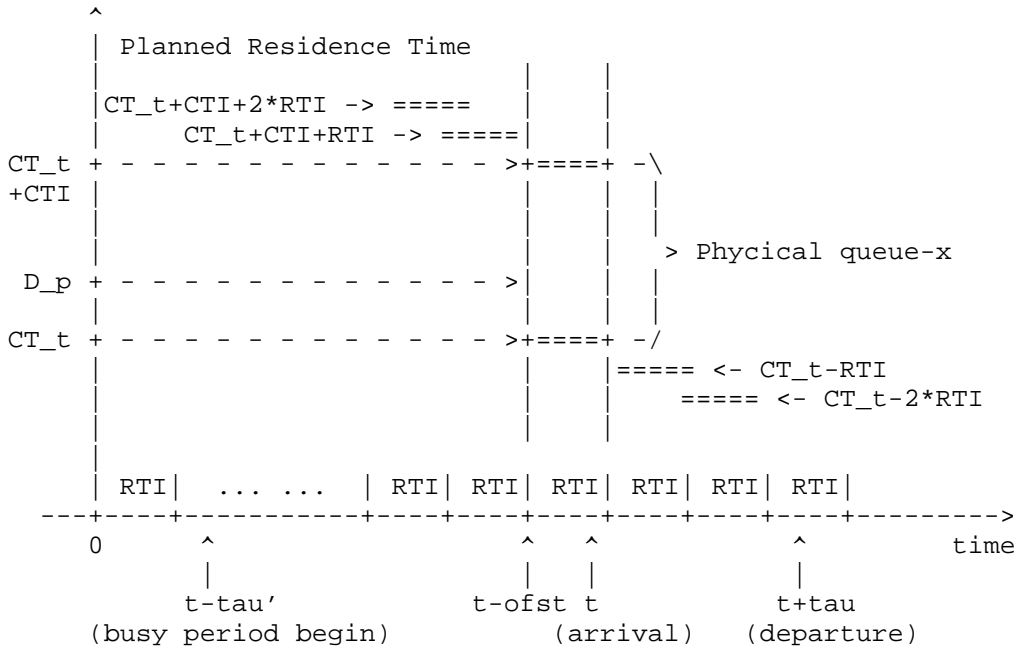 ^
| Planned Residence Time
|                          |    |
|CT_t+CTI+2*RTI -> =====   |    |
|     CT_t+CTI+RTI -> =====|    |
CT_t + - - - - - - - - - - - - - >+====+ -\
+CTI |                          |    |  |
|                          |    |  |
|                          |    |   > Phycical queue-x
D_p + - - - - - - - - - - - - - >|    |  |
|                          |    |  |
CT_t + - - - - - - - - - - - - - >+====+ -/
|                          |    |===== <- CT_t-RTI
|                          |    |    ===== <- CT_t-2*RTI
|                          |    |
|
| RTI|  ... ...  | RTI| RTI| RTI| RTI| RTI| RTI|
---+----+-----------+----+----+----+----+----+----+--------->
0      ^                   ^   ^            ^         time
|                   |   |            |
t-tau'              t-ofst t           t+tau
(busy period begin)          (arrival)   (departure)